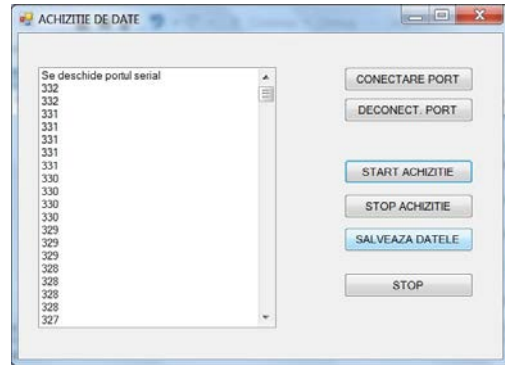 ACHIZITIE DE DATE
Se deschide portul serial
332
332
331
331
331
331
331
330
330
330
330
329
329
329
328
328
328
328
327
CONECTARE PORT
DECONECT. PORT
START ACHIZITIE
STOP ACHIZITIE
SALVEAZA DATELE
STOP